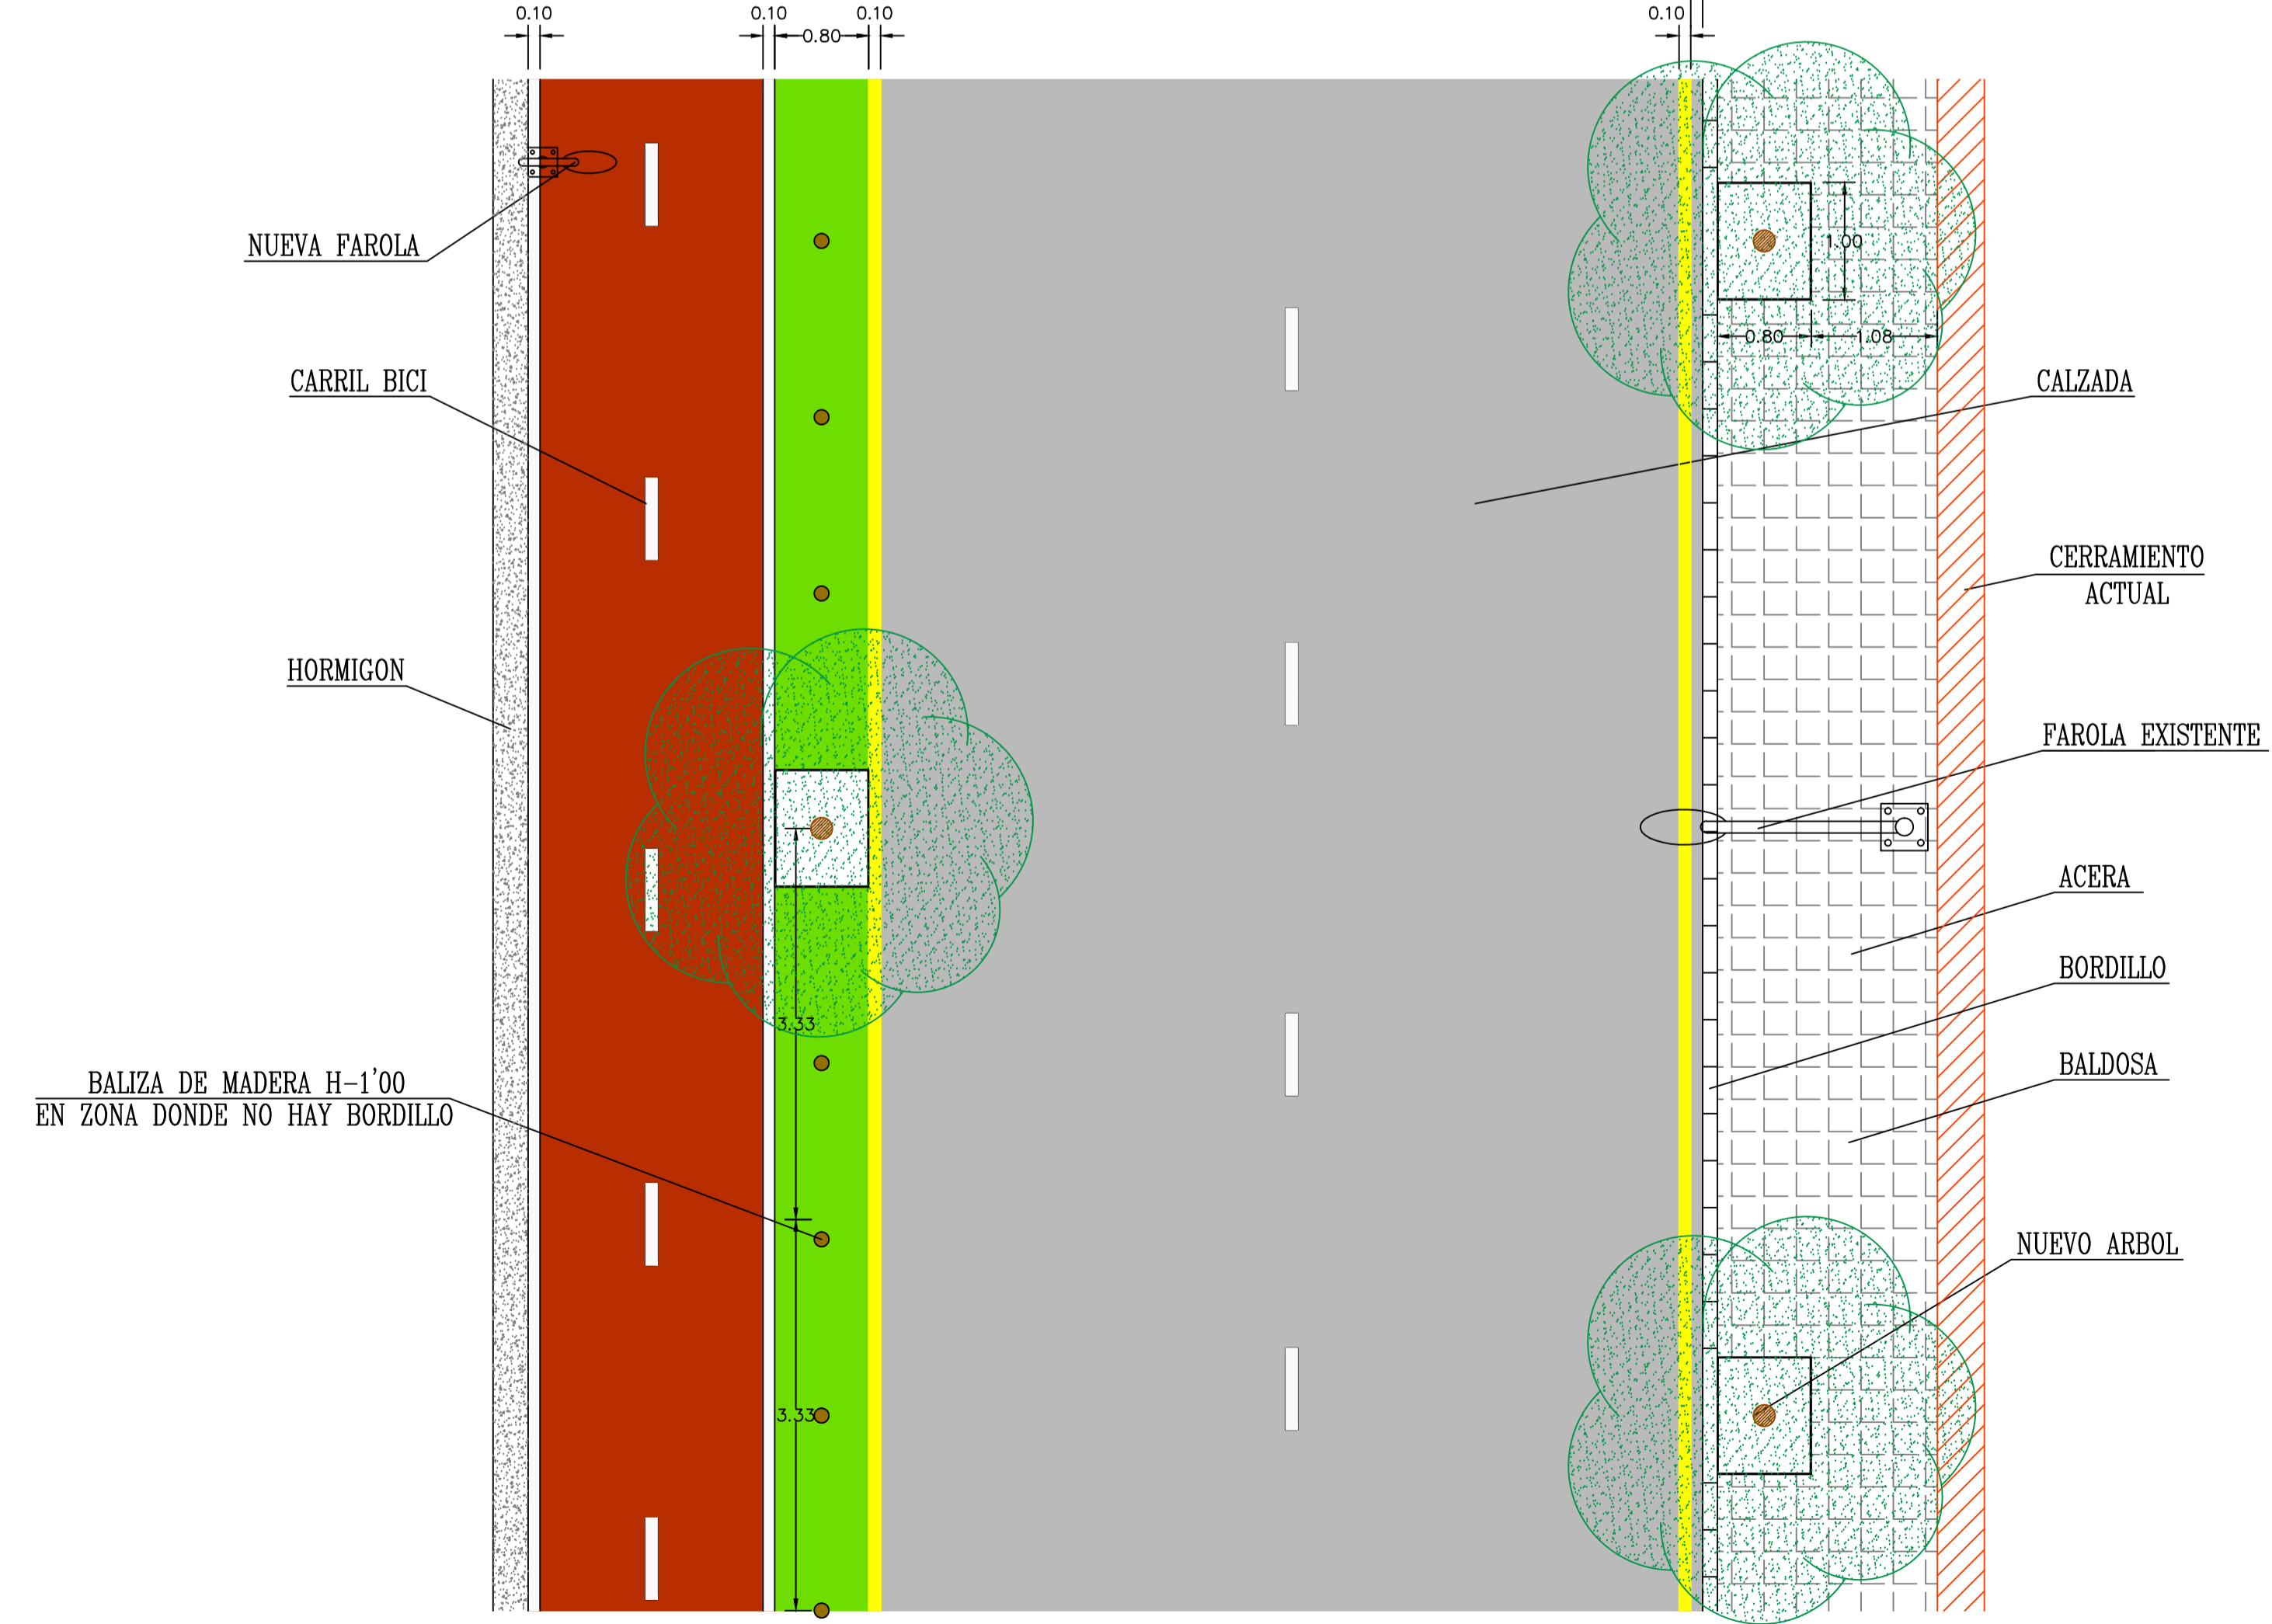 0.10
0.10
0.80
0.10
0.10
NUEVA FAROLA
1.00
0.80
1.08
CARRIL BICI
CALZADA
CERRAMIENTO
ACTUAL
HORMIGON
FAROLA EXISTENTE
ACERA
BORDILLO
3.33
BALDOSA
BALIZA DE MADERA H-1'00
EN ZONA DONDE NO HAY BORDILLO
NUEVO ARBOL
3.33